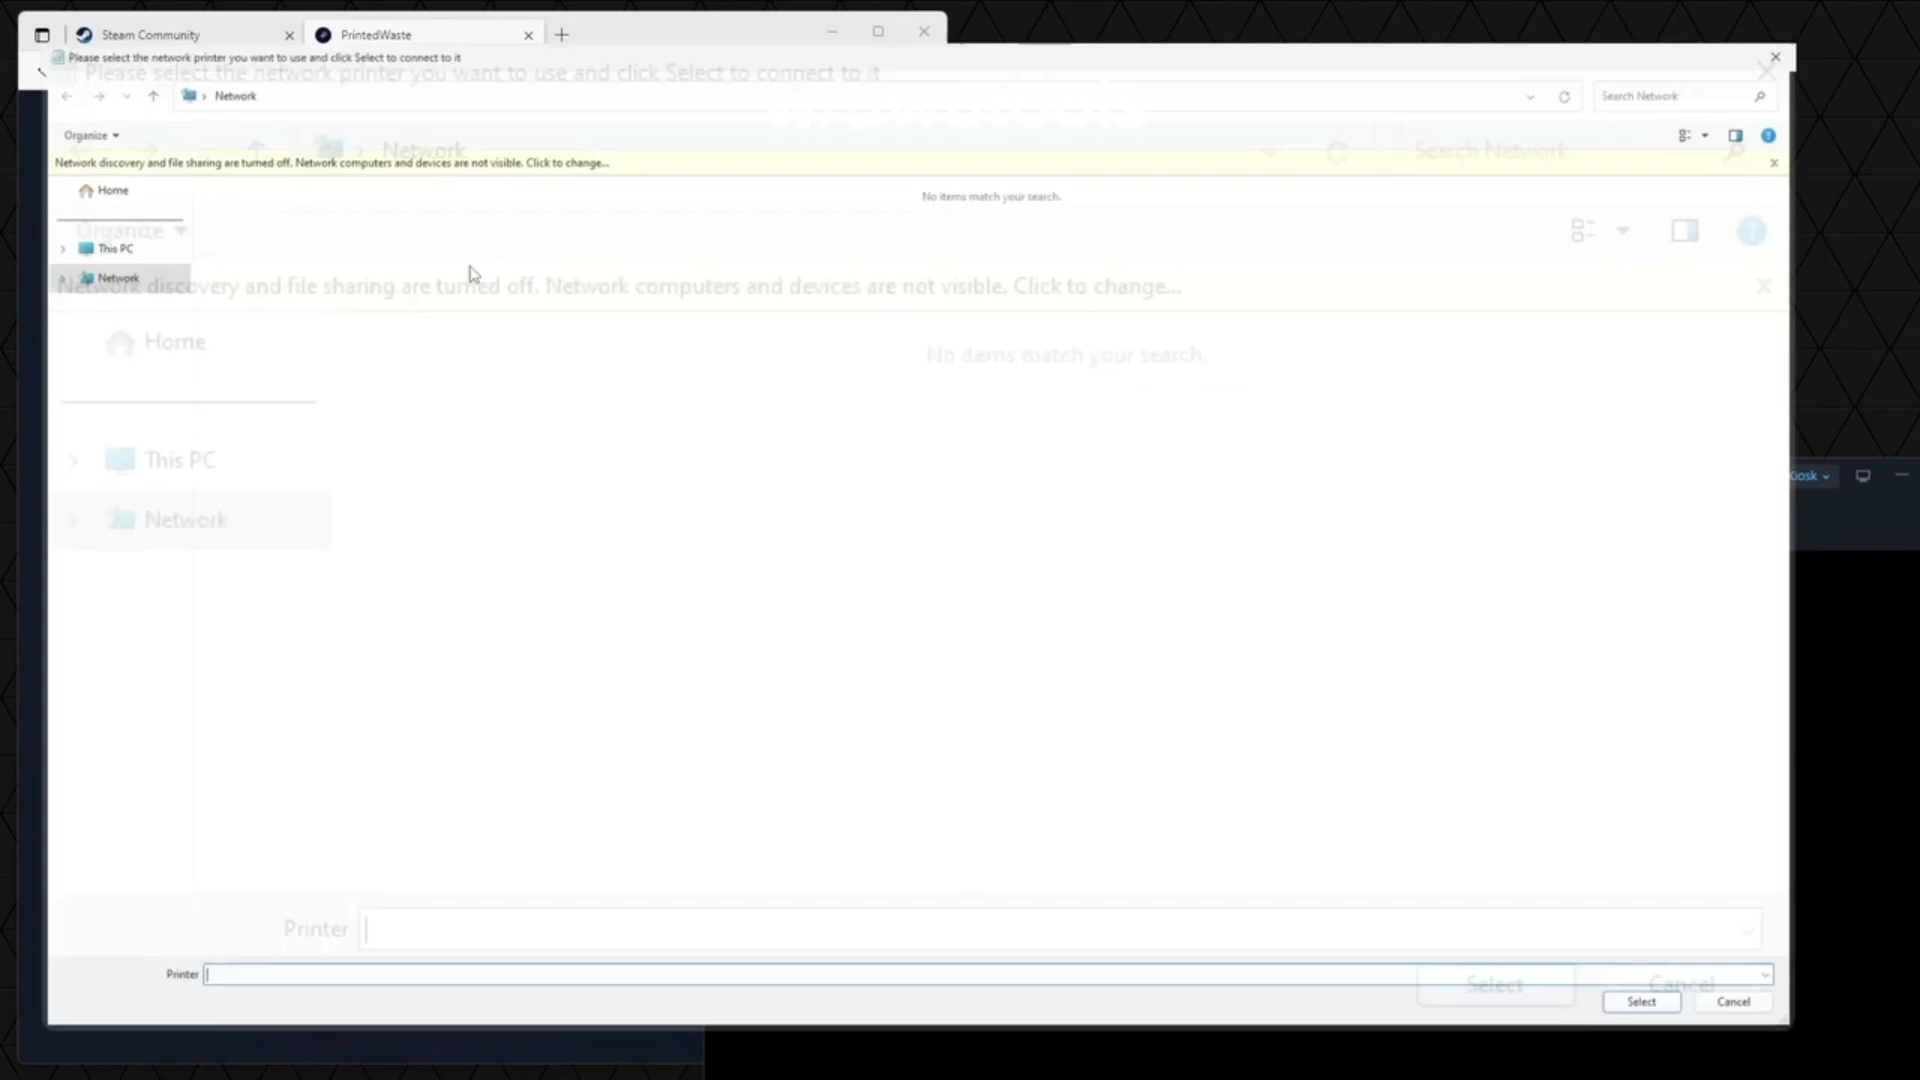 Steam Community
PrintedWaste
Please select the network printer you want to use and click Select to connect to it
Please select the network printer you want to use and click Select to connect to it
Network
Search Network
Organize
Network
Search Network
Network discovery and file sharing are turned off. Network computers and devices are not visible. Click to change...
Home
No items match your search.
Organize
This PC
Network
Network discovery and file sharing are turned off. Network computers and devices are not visible. Click to change...
Home
No items match your search.
This PC
Kiosk
Network
Printer
Printer
Select
Cancel
Select
Cancel